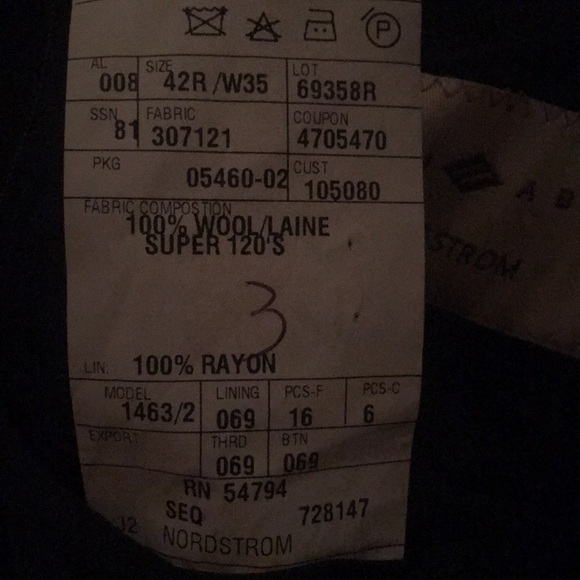 AL SIZE LOT
008 42R /W35 69358R
SSN FABRIC COUPON
81 307121 4705470
PKG CUST
05460-02 105080
FABRIC COMPOSTION
100% WOOL/LAINE
SUPER 120'S
3
LIN. 100% RAYON
MODEL LINING PCS-F PCS-C
1463/2 069 16 6
EXPORT THRD BTN
069 069
RN 54794
SEQ 728147
NORDSTROM
A B
STROM